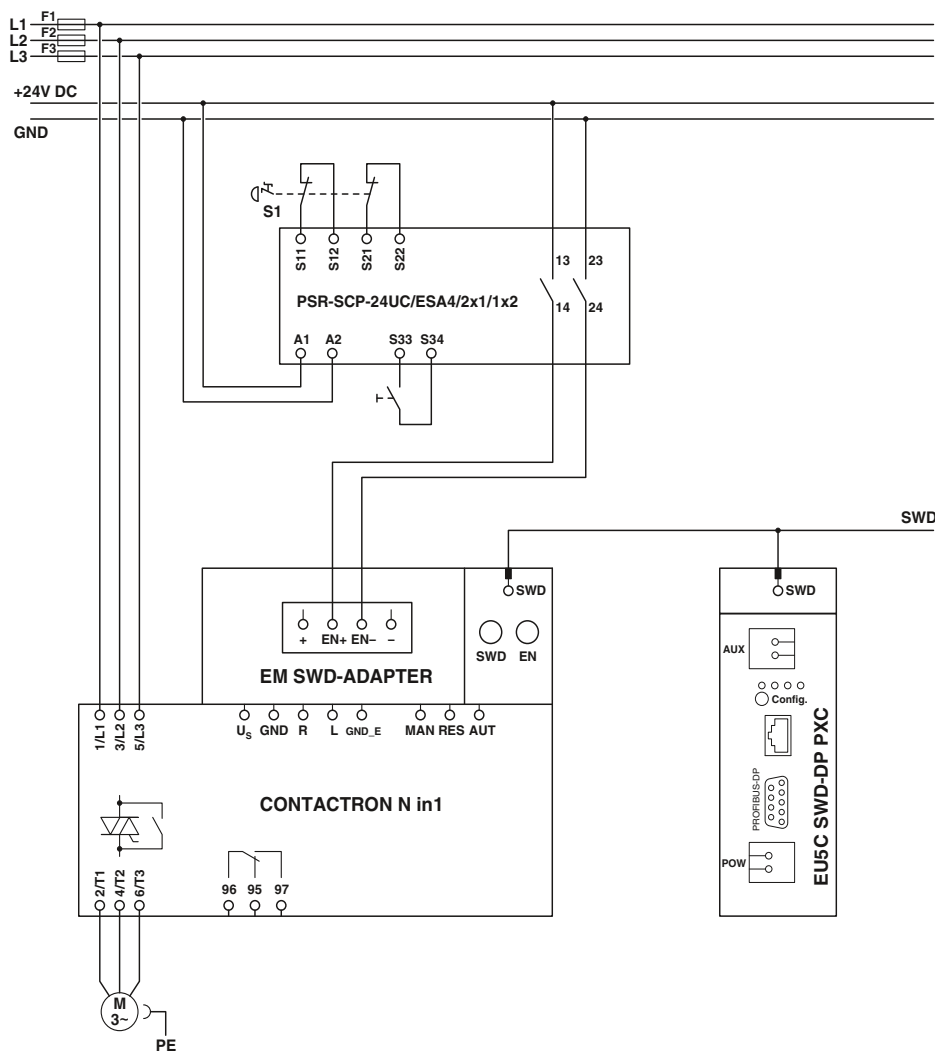 L1 F1
L2 F2
L3 F3
+24V DC
GND
S1
S11 S12 S21 S22
13 23
PSR-SCP-24UC/ESA4/2x1/1x2
14 24
A1 A2 S33 S34
SWD
SWD SWD
+ EN+ EN− −
SWD EN
AUX
EM SWD-ADAPTER
Config.
1/L1 3/L2 5/L3
US GND R L GND_E MAN RES AUT
CONTACTRON N in1
PROFIBUS-DP
EU5C SWD-DP PXC
POW
2/T1 4/T2 6/T3
96 95 97
M
3~
PE